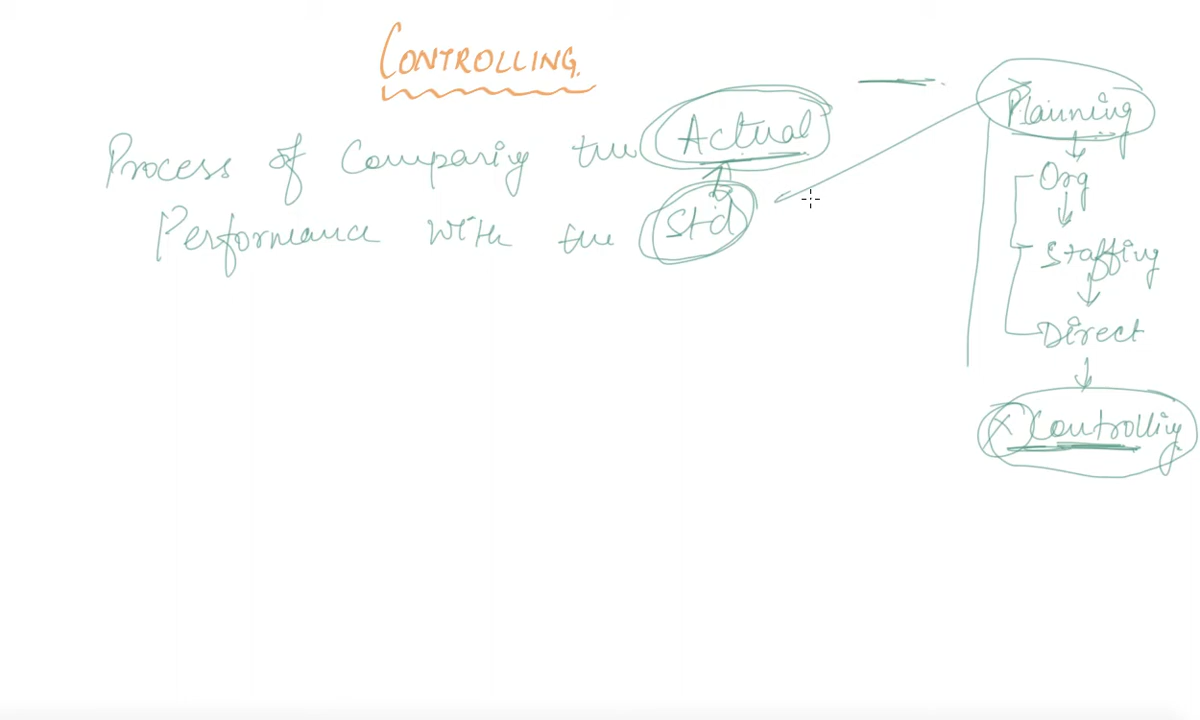 CONTROLLING.
Process of Comparing the Actual
Performance with the Std
Planning
Org
Staffing
Direct
Controlling